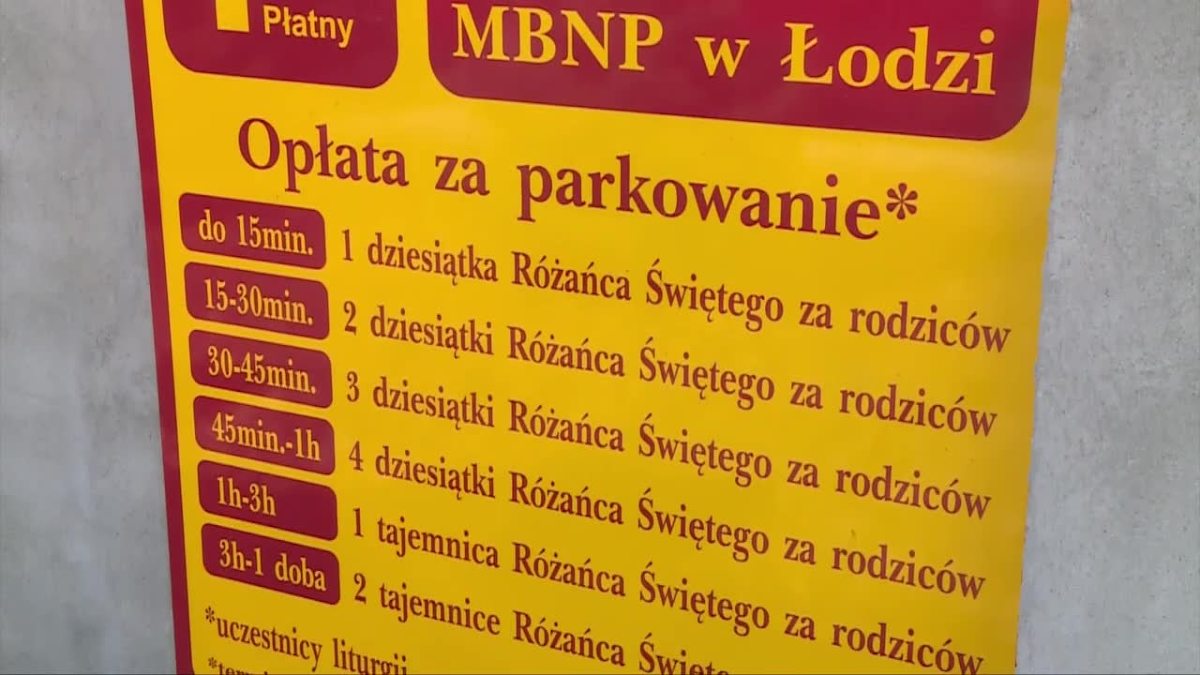 Płatny
MBNP w Łodzi
Opłata za parkowanie*
do 15min. 1 dziesiątka Różańca Świętego za rodziców
15-30min. 2 dziesiątki Różańca Świętego za rodziców
30-45min. 3 dziesiątki Różańca Świętego za rodziców
45min.-1h 4 dziesiątki Różańca Świętego za rodziców
1h-3h 1 tajemnica Różańca Świętego za rodziców
3h-1 doba 2 tajemnice Różańca
*uczestnicy liturgii